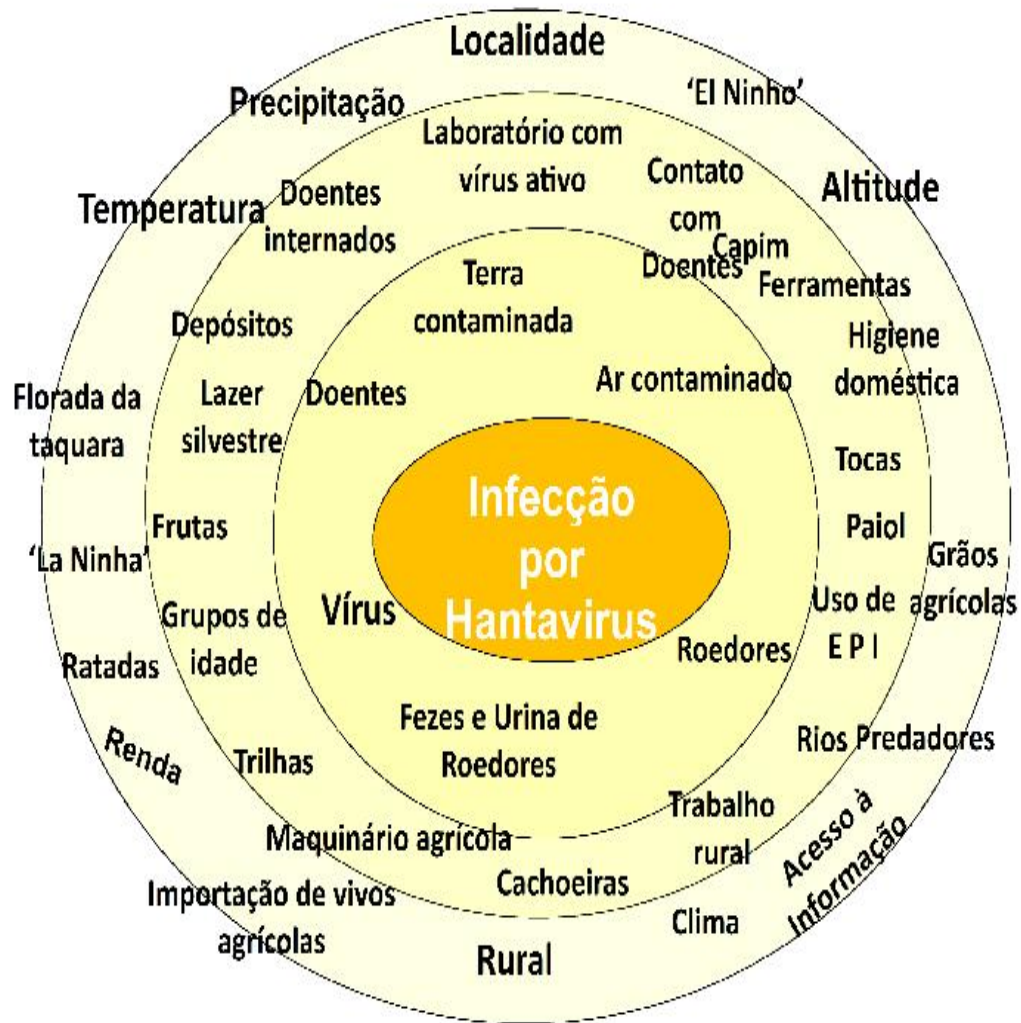 Localidade
'El Ninho'
Precipitação
Laboratório com
vírus ativo
Contato
com
Doentes
Capim
Altitude
Temperatura
Doentes
internados
Terra
contaminada
Ferramentas
Depósitos
Higiene
doméstica
Ar contaminado
Florada da
taquara
Lazer
silvestre
Doentes
Tocas
Infecção
por
Hantavirus
Frutas
Paiol
'La Ninha'
Grãos
agrícolas
Vírus
Grupos de
idade
Uso de
E P I
Roedores
Ratadas
Fezes e Urina de
Roedores
Renda
Trilhas
Rios
Predadores
Trabalho
rural
Maquinário agrícola
Acesso à
Informação
Importação de vivos
agrícolas
Cachoeiras
Clima
Rural